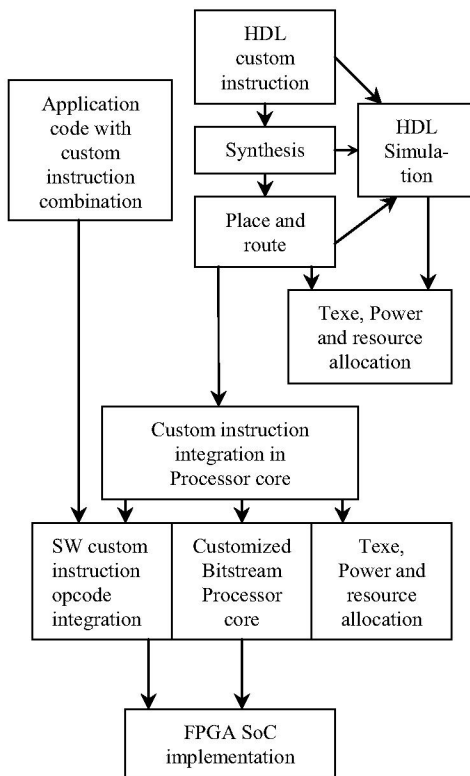 HDL
custom
instruction
Application
code with
custom
instruction
combination
HDL
Simula-
tion
Synthesis
Place and
route
Texe, Power
and resource
allocation
Custom instruction
integration in
Processor core
SW custom
instruction
opcode
integration
Customized
Bitstream
Processor
core
Texe,
Power and
resource
allocation
FPGA SoC
implementation